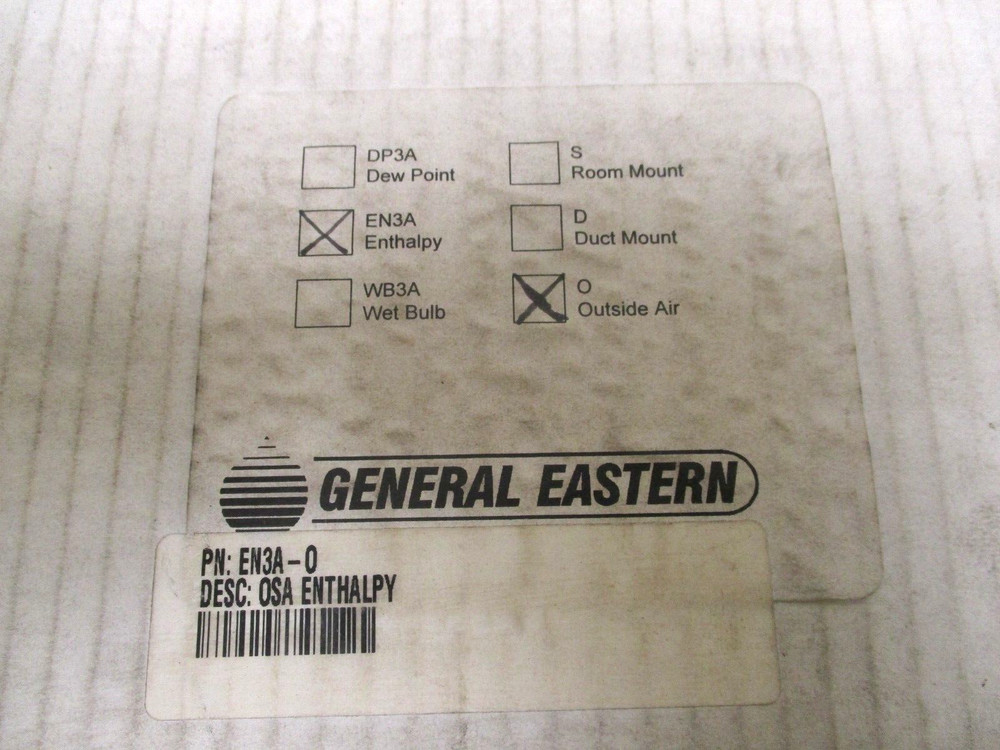 DP3A
Dew Point
S
Room Mount
EN3A
Enthalpy
D
Duct Mount
WB3A
Wet Bulb
O
Outside Air
GENERAL EASTERN
PN: EN3A-O
DESC: OSA ENTHALPY